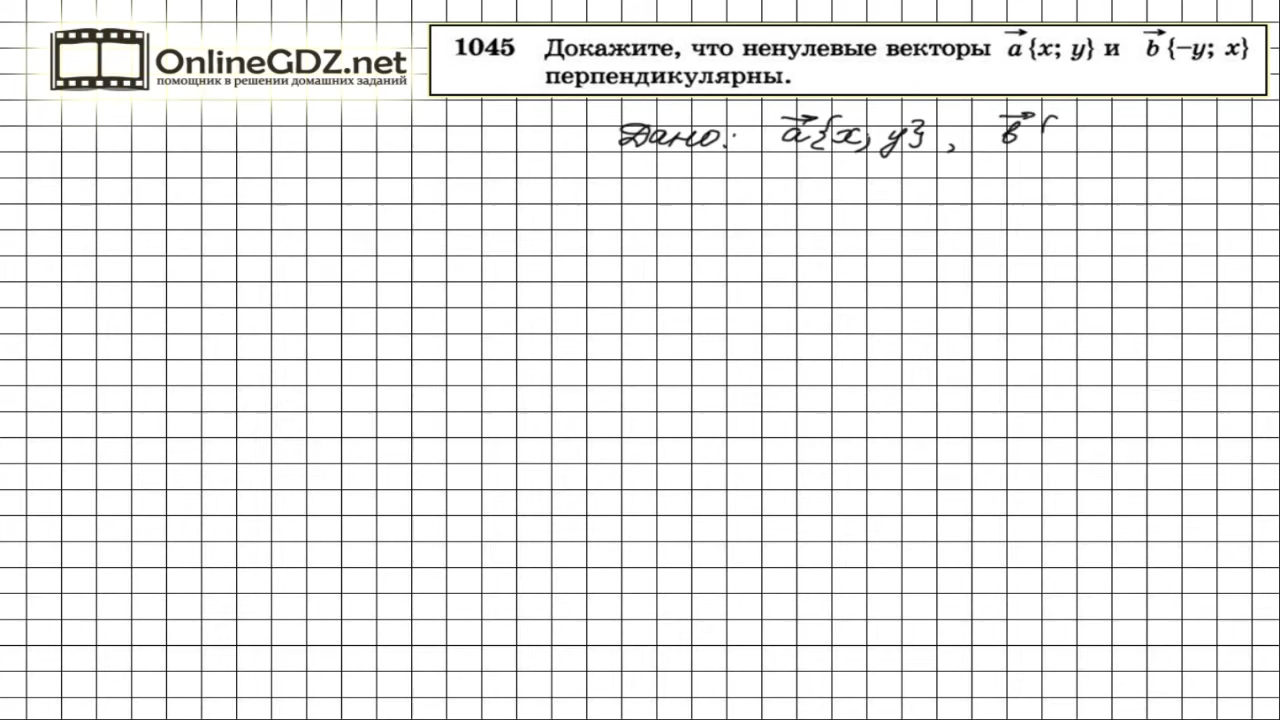 OnlineGDZ.net
помощник в решении домашних заданий
1045 Докажите, что ненулевые векторы a {x; y} и b {–y; x}
перпендикулярны.
Дано: a{x; y}, в {